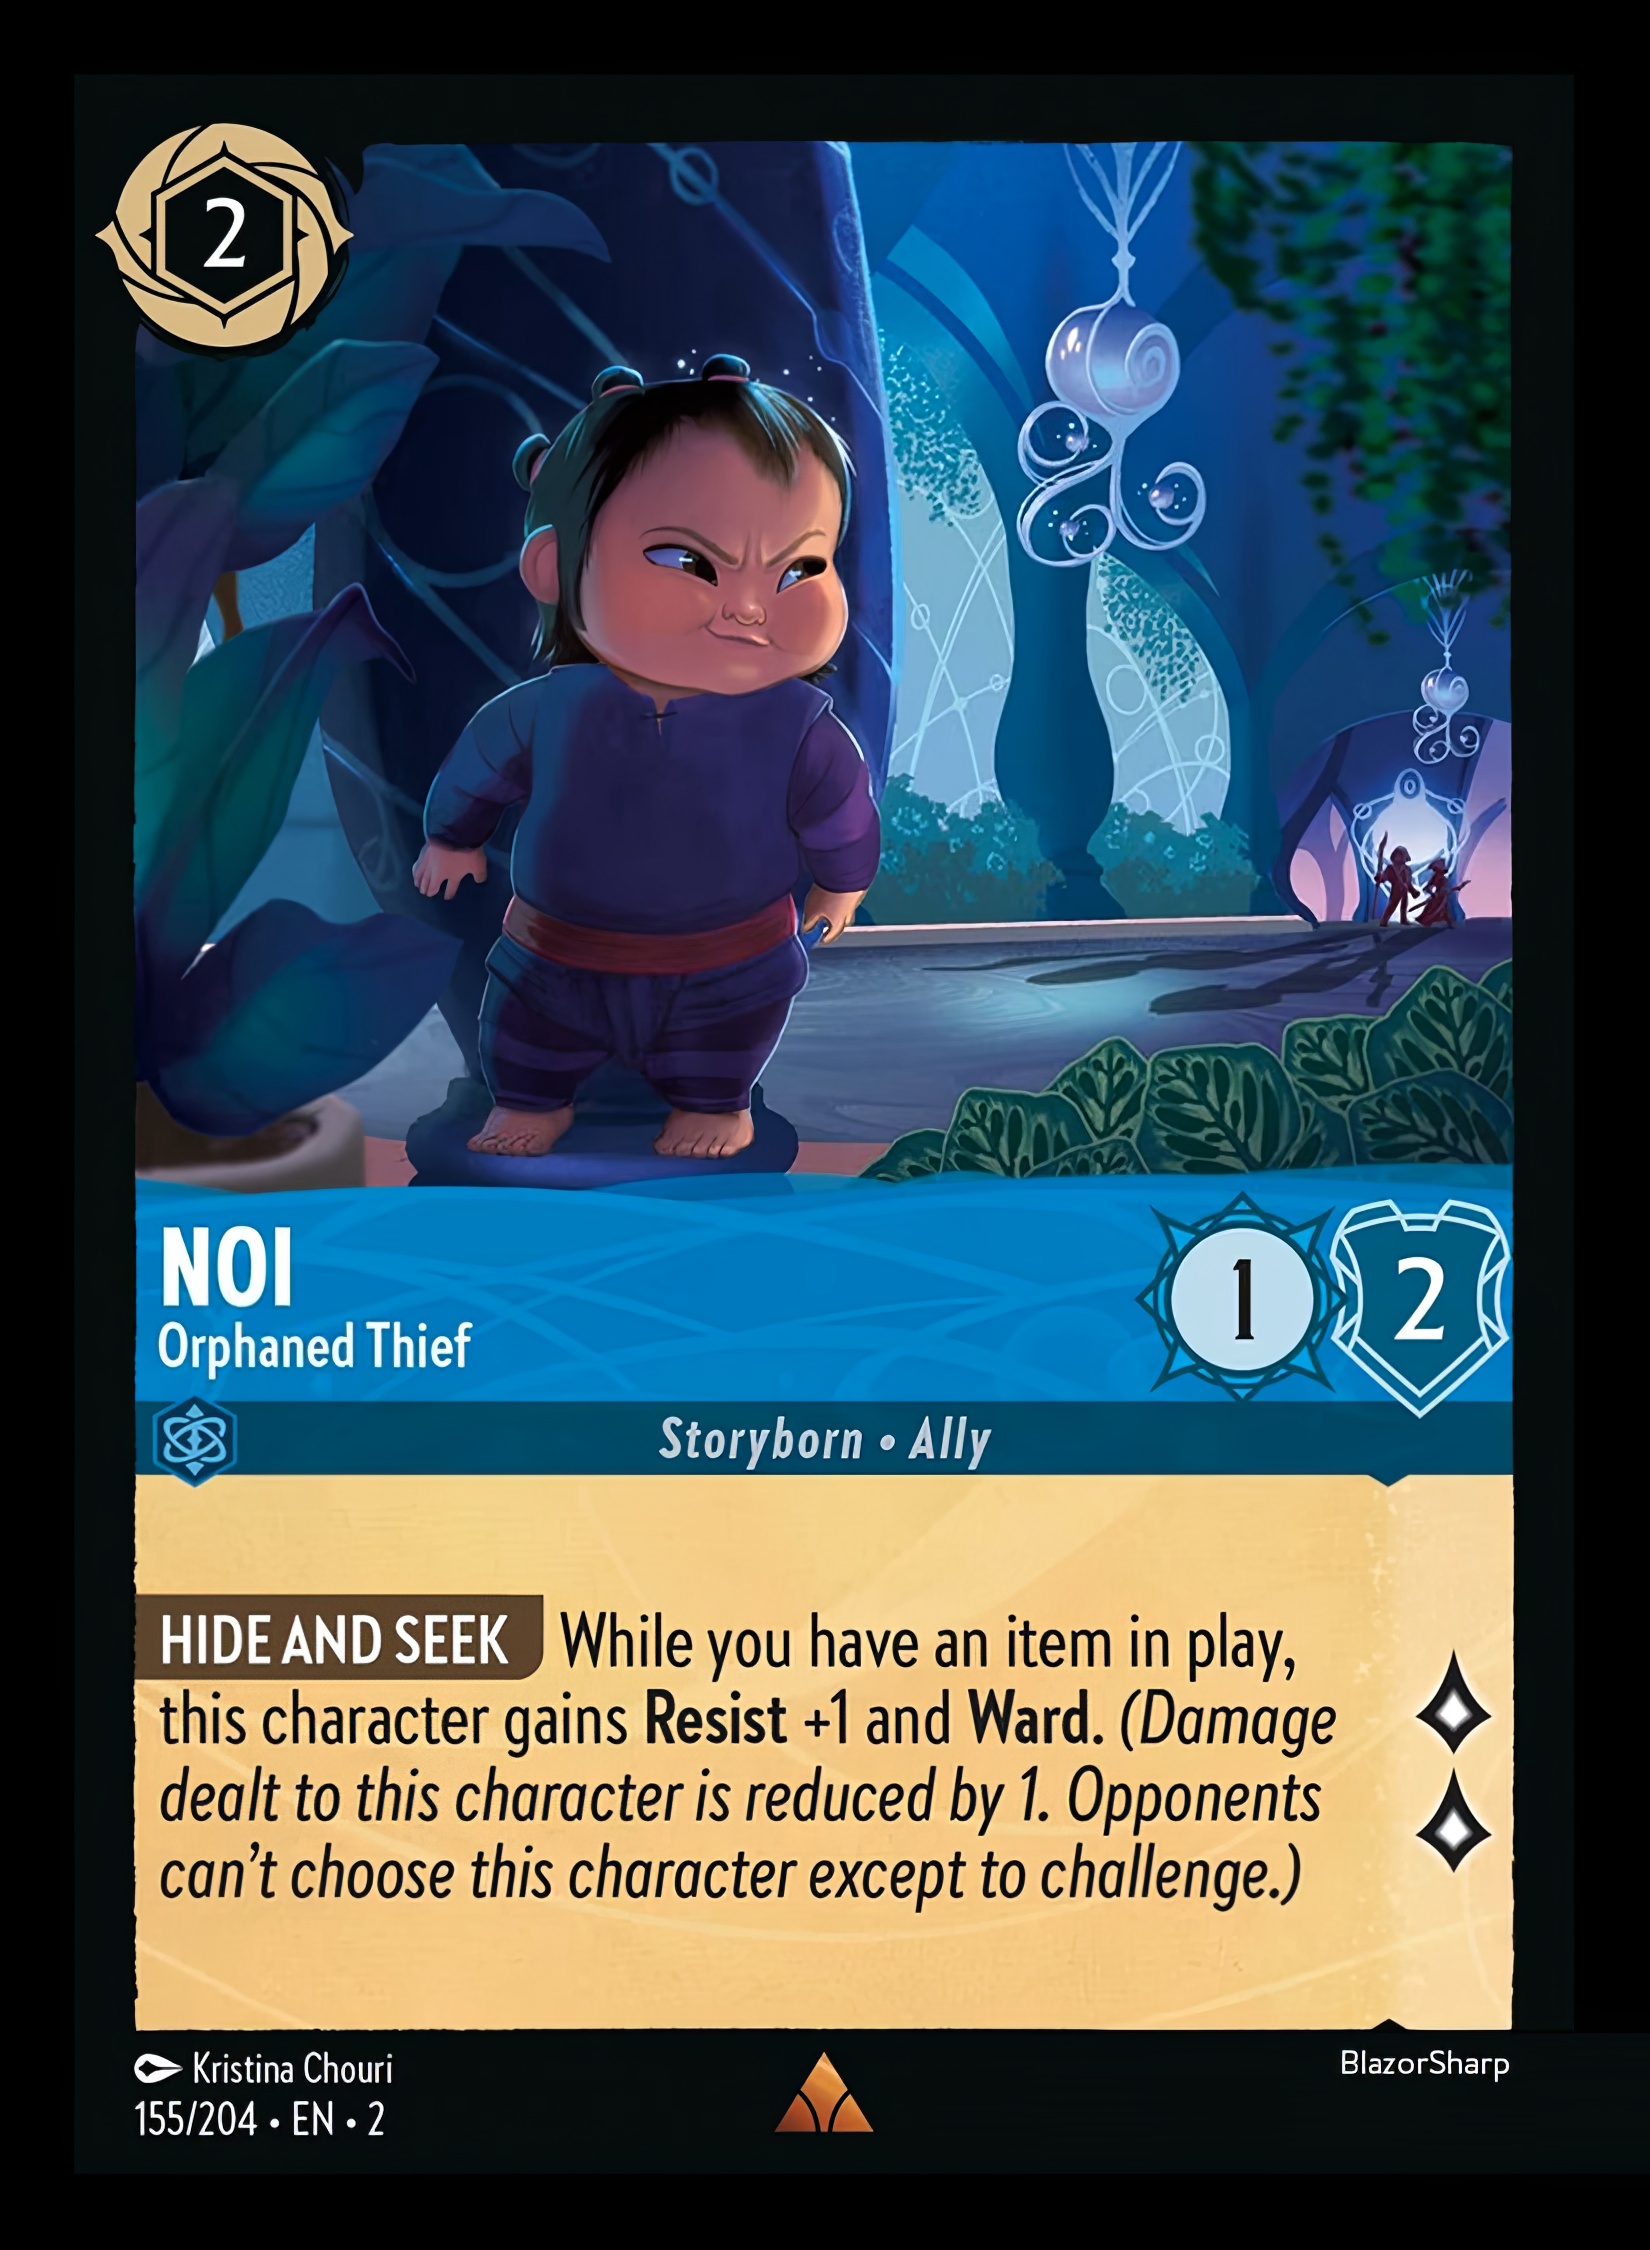 2
NOI
Orphaned Thief
1
2
Storyborn • Ally
HIDE AND SEEK While you have an item in play,
this character gains Resist +1 and Ward. (Damage
dealt to this character is reduced by 1. Opponents
can't choose this character except to challenge.)
Kristina Chouri
BlazorSharp
155/204 • EN • 2